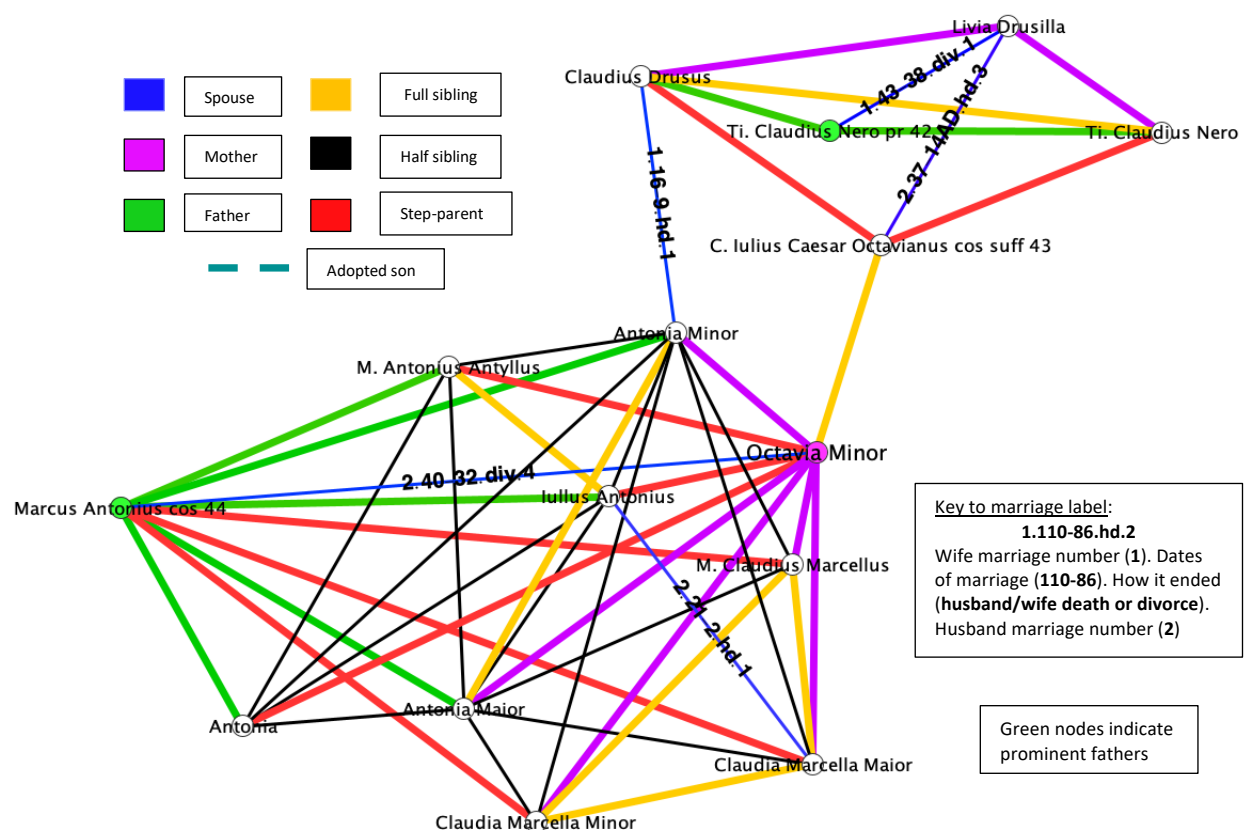 Livia Drusilla
Spouse
Full sibling
Claudius Drusus
1.43-38.div.1
Ti. Claudius Nero pr 42
Ti. Claudius Nero
Mother
Half sibling
2.37-14AD.hd.3
1.16-9.hd.1
Father
Step-parent
C. Iulius Caesar Octavianus cos suff 43
Adopted son
Antonia Minor
M. Antonius Antyllus
Octavia Minor
2.40-32.div.4
Iullus Antonius
Marcus Antonius cos 44
Key to marriage label:
1.110-86.hd.2
Wife marriage number (1). Dates
of marriage (110-86). How it ended
(husband/wife death or divorce).
Husband marriage number (2)
M. Claudius Marcellus
2.21-2.hd.1
Antonia Maior
Antonia
Green nodes indicate
prominent fathers
Claudia Marcella Maior
Claudia Marcella Minor